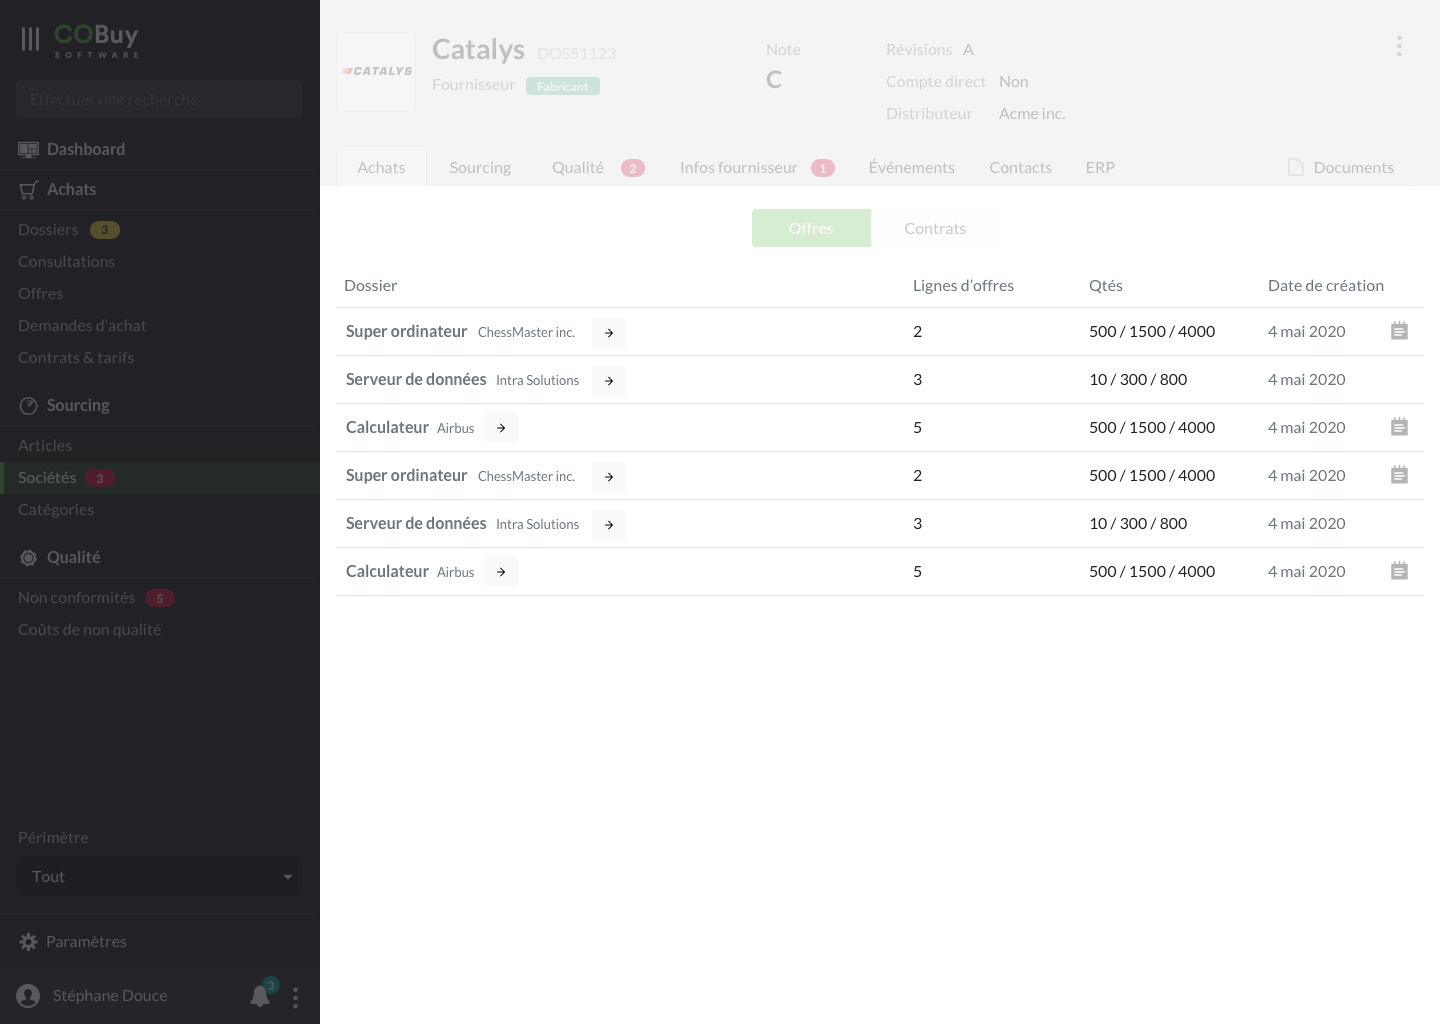 COBuy
SOFTWARE
Effectuer une recherche
Dashboard
Achats
Dossiers 3
Consultations
Offres
Demandes d'achat
Contrats & tarifs
Sourcing
Articles
Sociétés 3
Catégories
Qualité
Non conformités 5
Coûts de non qualité
Périmètre
Tout
Paramètres
Stéphane Douce 3
CATALYS
Catalys DOS51123
Fournisseur Fabricant
Note
C
Révisions A
Compte direct Non
Distributeur Acme inc.
Achats Sourcing Qualité 2 Infos fournisseur 1 Événements Contacts ERP Documents
Offres Contrats
Dossier Lignes d’offres Qtés Date de création
Super ordinateur ChessMaster inc. 2 500 / 1500 / 4000 4 mai 2020
Serveur de données Intra Solutions 3 10 / 300 / 800 4 mai 2020
Calculateur Airbus 5 500 / 1500 / 4000 4 mai 2020
Super ordinateur ChessMaster inc. 2 500 / 1500 / 4000 4 mai 2020
Serveur de données Intra Solutions 3 10 / 300 / 800 4 mai 2020
Calculateur Airbus 5 500 / 1500 / 4000 4 mai 2020